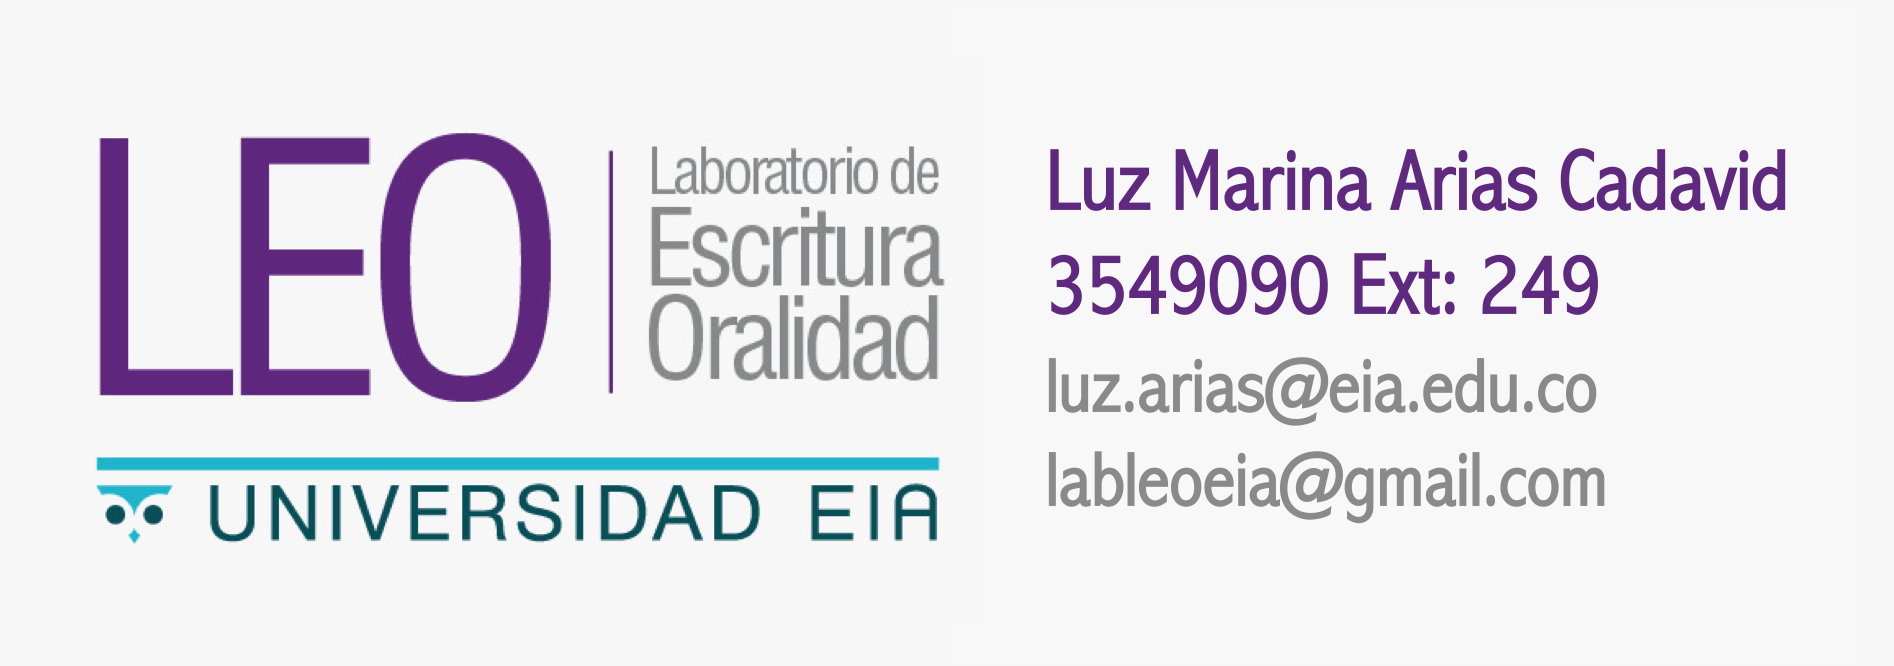 LEO
Laboratorio de
Escritura
Oralidad
UNIVERSIDAD EIA
Luz Marina Arias Cadavid
3549090 Ext: 249
luz.arias@eia.edu.co
lableoeia@gmail.com